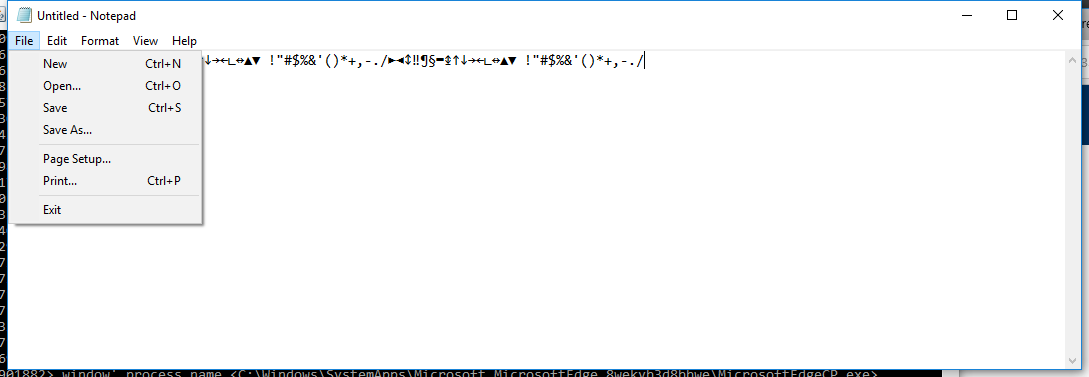 Untitled - Notepad
File Edit Format View Help
↓→←∟↔▲▼ !"#$%&'()*+,-./►◄↕‼¶§▬↨↑↓→←∟↔▲▼ !"#$%&'()*+,-./
New Ctrl+N
Open... Ctrl+O
Save Ctrl+S
Save As...
Page Setup...
Print... Ctrl+P
Exit
window' process name <C:\Windows\SystemApps\Microsoft.MicrosoftEdge_8wekyb3d8bbwe\MicrosoftEdgeCP.exe>